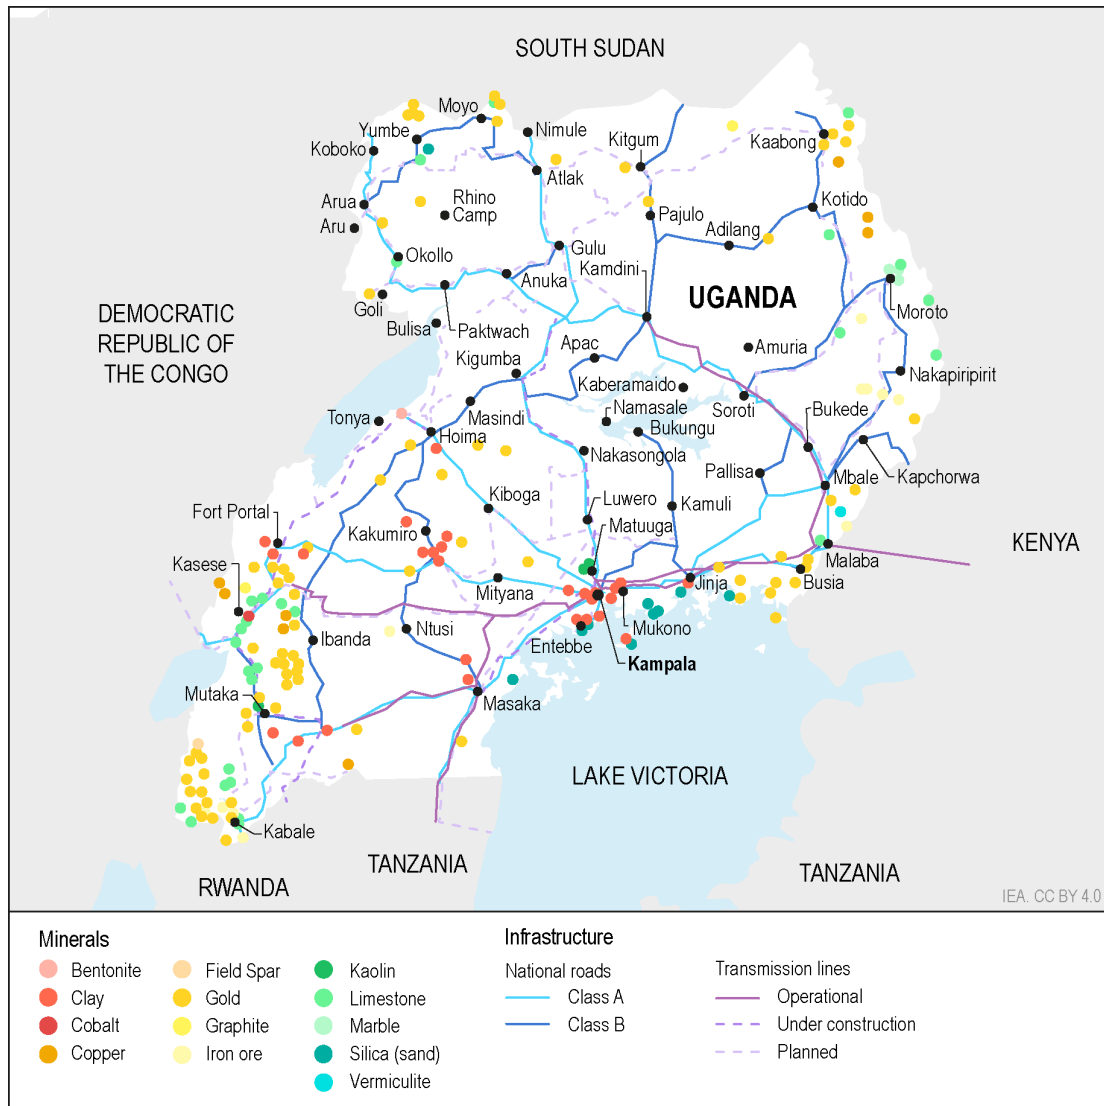 SOUTH SUDAN
Moyo
Yumbe
Nimule
Kitgum
Kaabong
Koboko
Atlak
Arua
Rhino
Camp
Kotido
Aru
Pajulo
Adilang
Okollo
Gulu
Kamdini
Anuka
UGANDA
Goli
Moroto
DEMOCRATIC
REPUBLIC OF
THE CONGO
Bulisa
Paktwach
Apac
Amuria
Kigumba
Nakapiripirit
Kaberamaido
Masindi
Namasale
Soroti
Bukede
Tonya
Hoima
Bukungu
Nakasongola
Pallisa
Mbale
Kapchorwa
Kiboga
Luwero
Kamuli
Fort Portal
Kakumiro
Matuuga
KENYA
Kasese
Malaba
Mityana
Jinja
Busia
Ibanda
Ntusi
Mukono
Entebbe
Kampala
Mutaka
Masaka
LAKE VICTORIA
Kabale
TANZANIA
TANZANIA
RWANDA
IEA. CC BY 4.0
Minerals
Bentonite
Clay
Cobalt
Copper
Field Spar
Gold
Graphite
Iron ore
Kaolin
Limestone
Marble
Silica (sand)
Vermiculite
Infrastructure
National roads
Class A
Class B
Transmission lines
Operational
Under construction
Planned